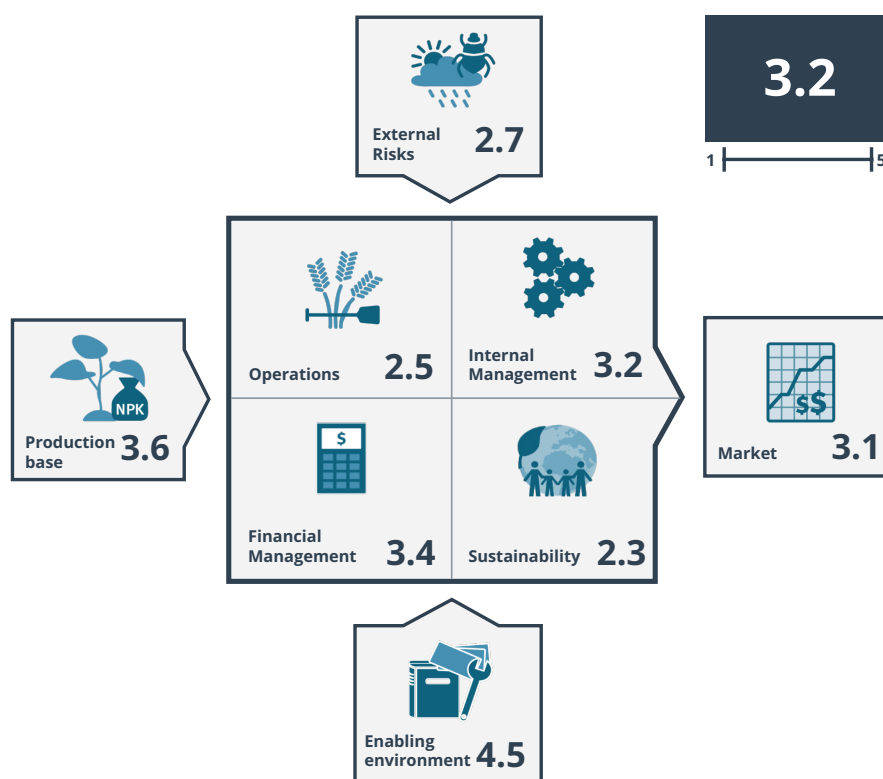 External
Risks
2.7
3.2
1
5
Operations
2.5
Internal
Management
3.2
NPK
Production
base
3.6
$$
Market
3.1
$
Financial
Management
3.4
Sustainability
2.3
Enabling
environment
4.5